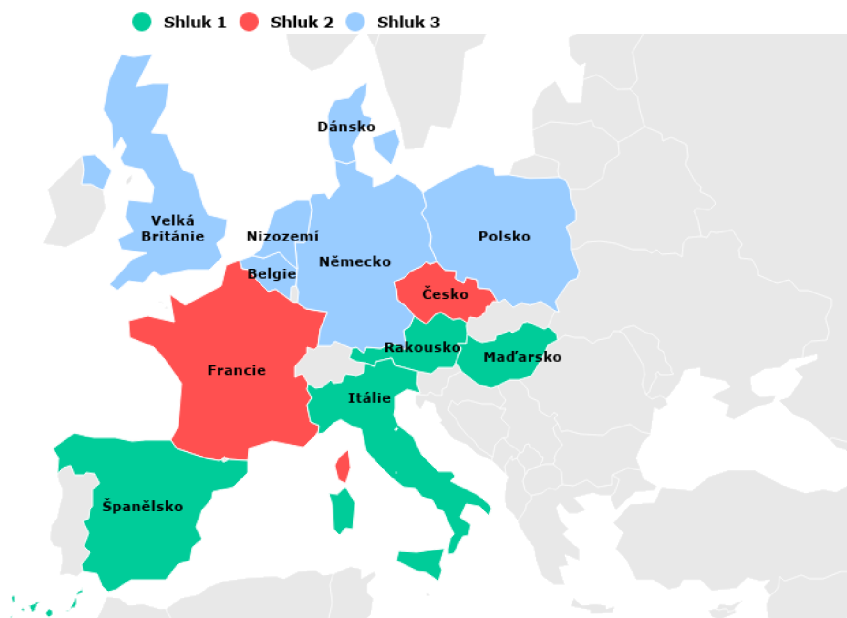 Shluk 1 Shluk 2 Shluk 3
Dánsko
Velká
Británie
Nizozemí
Polsko
Německo
Belgie
Česko
Rakousko
Maďarsko
Francie
Itálie
Španělsko